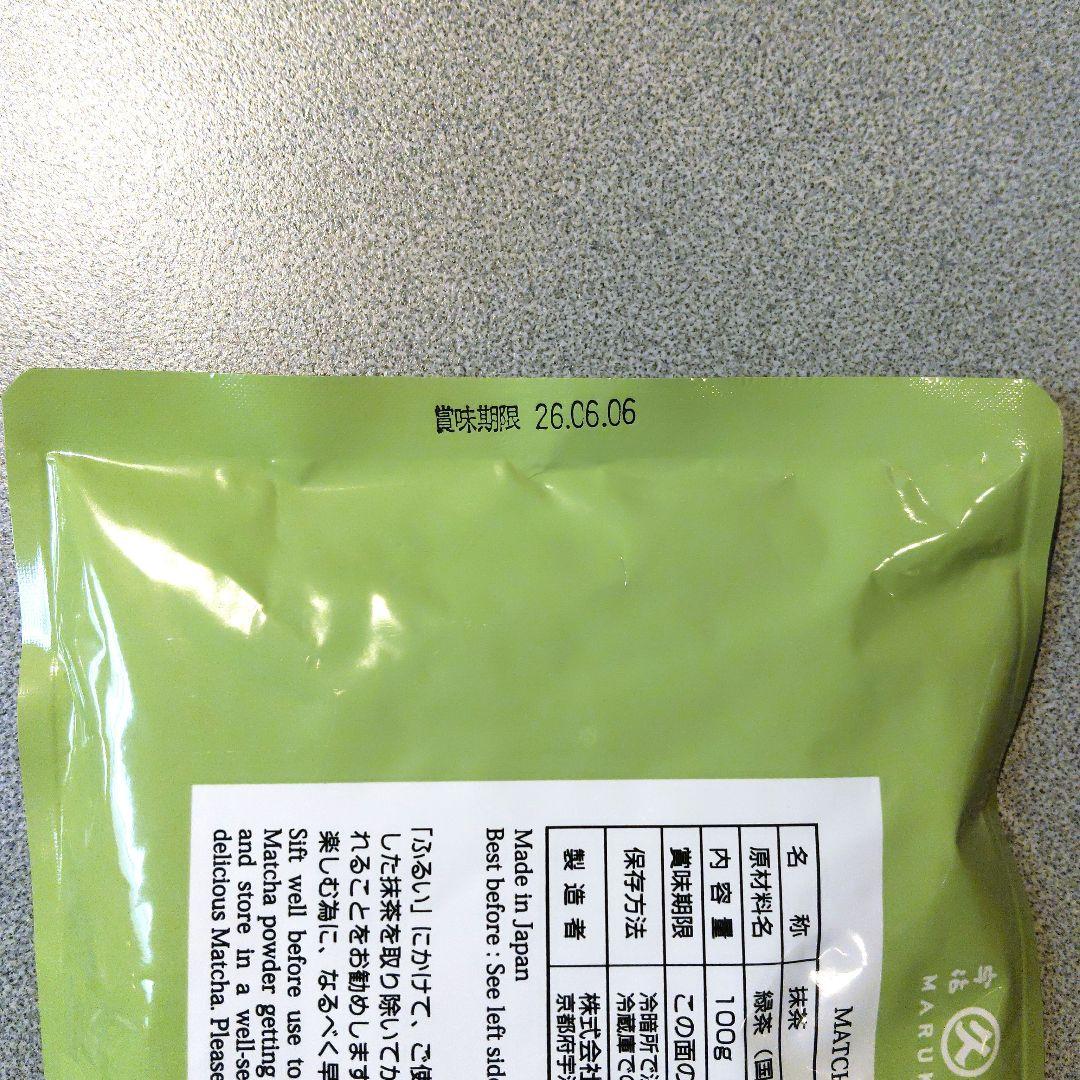 賞味期限 26.06.06
MATCH
名 称 抹茶
原材料名 緑茶(国
内容量 100g
賞味期限 この面の
保存方法 冷暗所で
冷蔵庫で
製造者 株式会社
京都府宇
Made in Japan
Best before : See left sid
「ふるい」にかけて、ご使
した抹茶を取り除いてか
れることをお勧めします
楽しむ為に、なるべく早
Sift well before use to
Matcha powder getting
and store in a well-se
delicious Matcha. Please
宇治
MARU
久